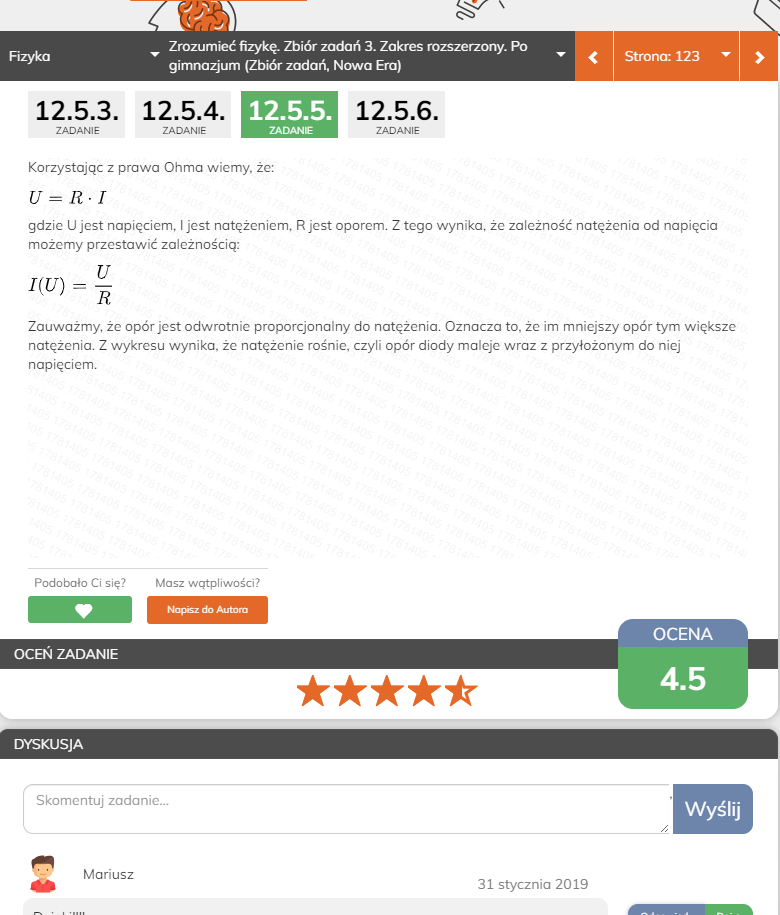 Fizyka
Zrozumieć fizykę. Zbiór zadań 3. Zakres rozszerzony. Po
gimnazjum (Zbiór zadań, Nowa Era)
Strona: 123
12.5.3. 12.5.4. 12.5.5. 12.5.6.
ZADANIE ZADANIE ZADANIE ZADANIE
Korzystając z prawa Ohma wiemy, że:
U = R · I
gdzie U jest napięciem, I jest natężeniem, R jest oporem. Z tego wynika, że zależność natężenia od napięcia
możemy przestawić zależnością:
I(U) = U/R
Zauważmy, że opór jest odwrotnie proporcjonalny do natężenia. Oznacza to, że im mniejszy opór tym większe
natężenia. Z wykresu wynika, że natężenie rośnie, czyli opór diody maleje wraz z przyłożonym do niej
napięciem.
Podobało Ci się? Masz wątpliwości?
Napisz do Autora
OCENA
OCEŃ ZADANIE
4.5
DYSKUSJA
Skomentuj zadanie...
Wyślij
Mariusz
31 stycznia 2019